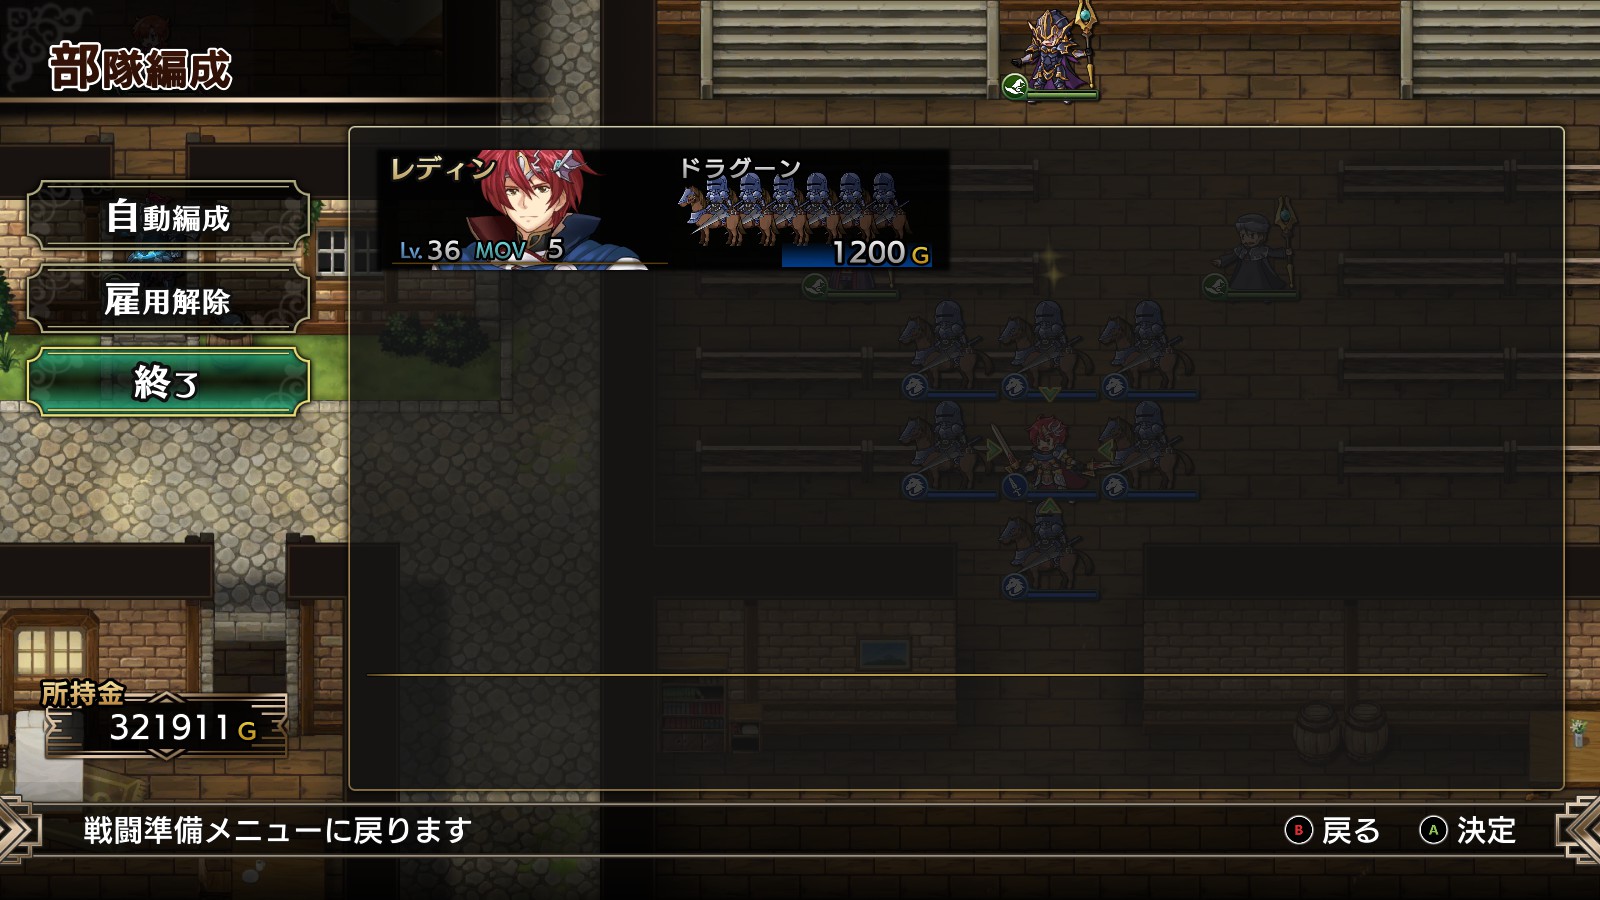 部隊編成
自動編成
雇用解除
終了
レディン
Lv.36 MOV 5
ドラグーン
1200 G
所持金
321911 G
戦闘準備メニューに戻ります
B 戻る A 決定